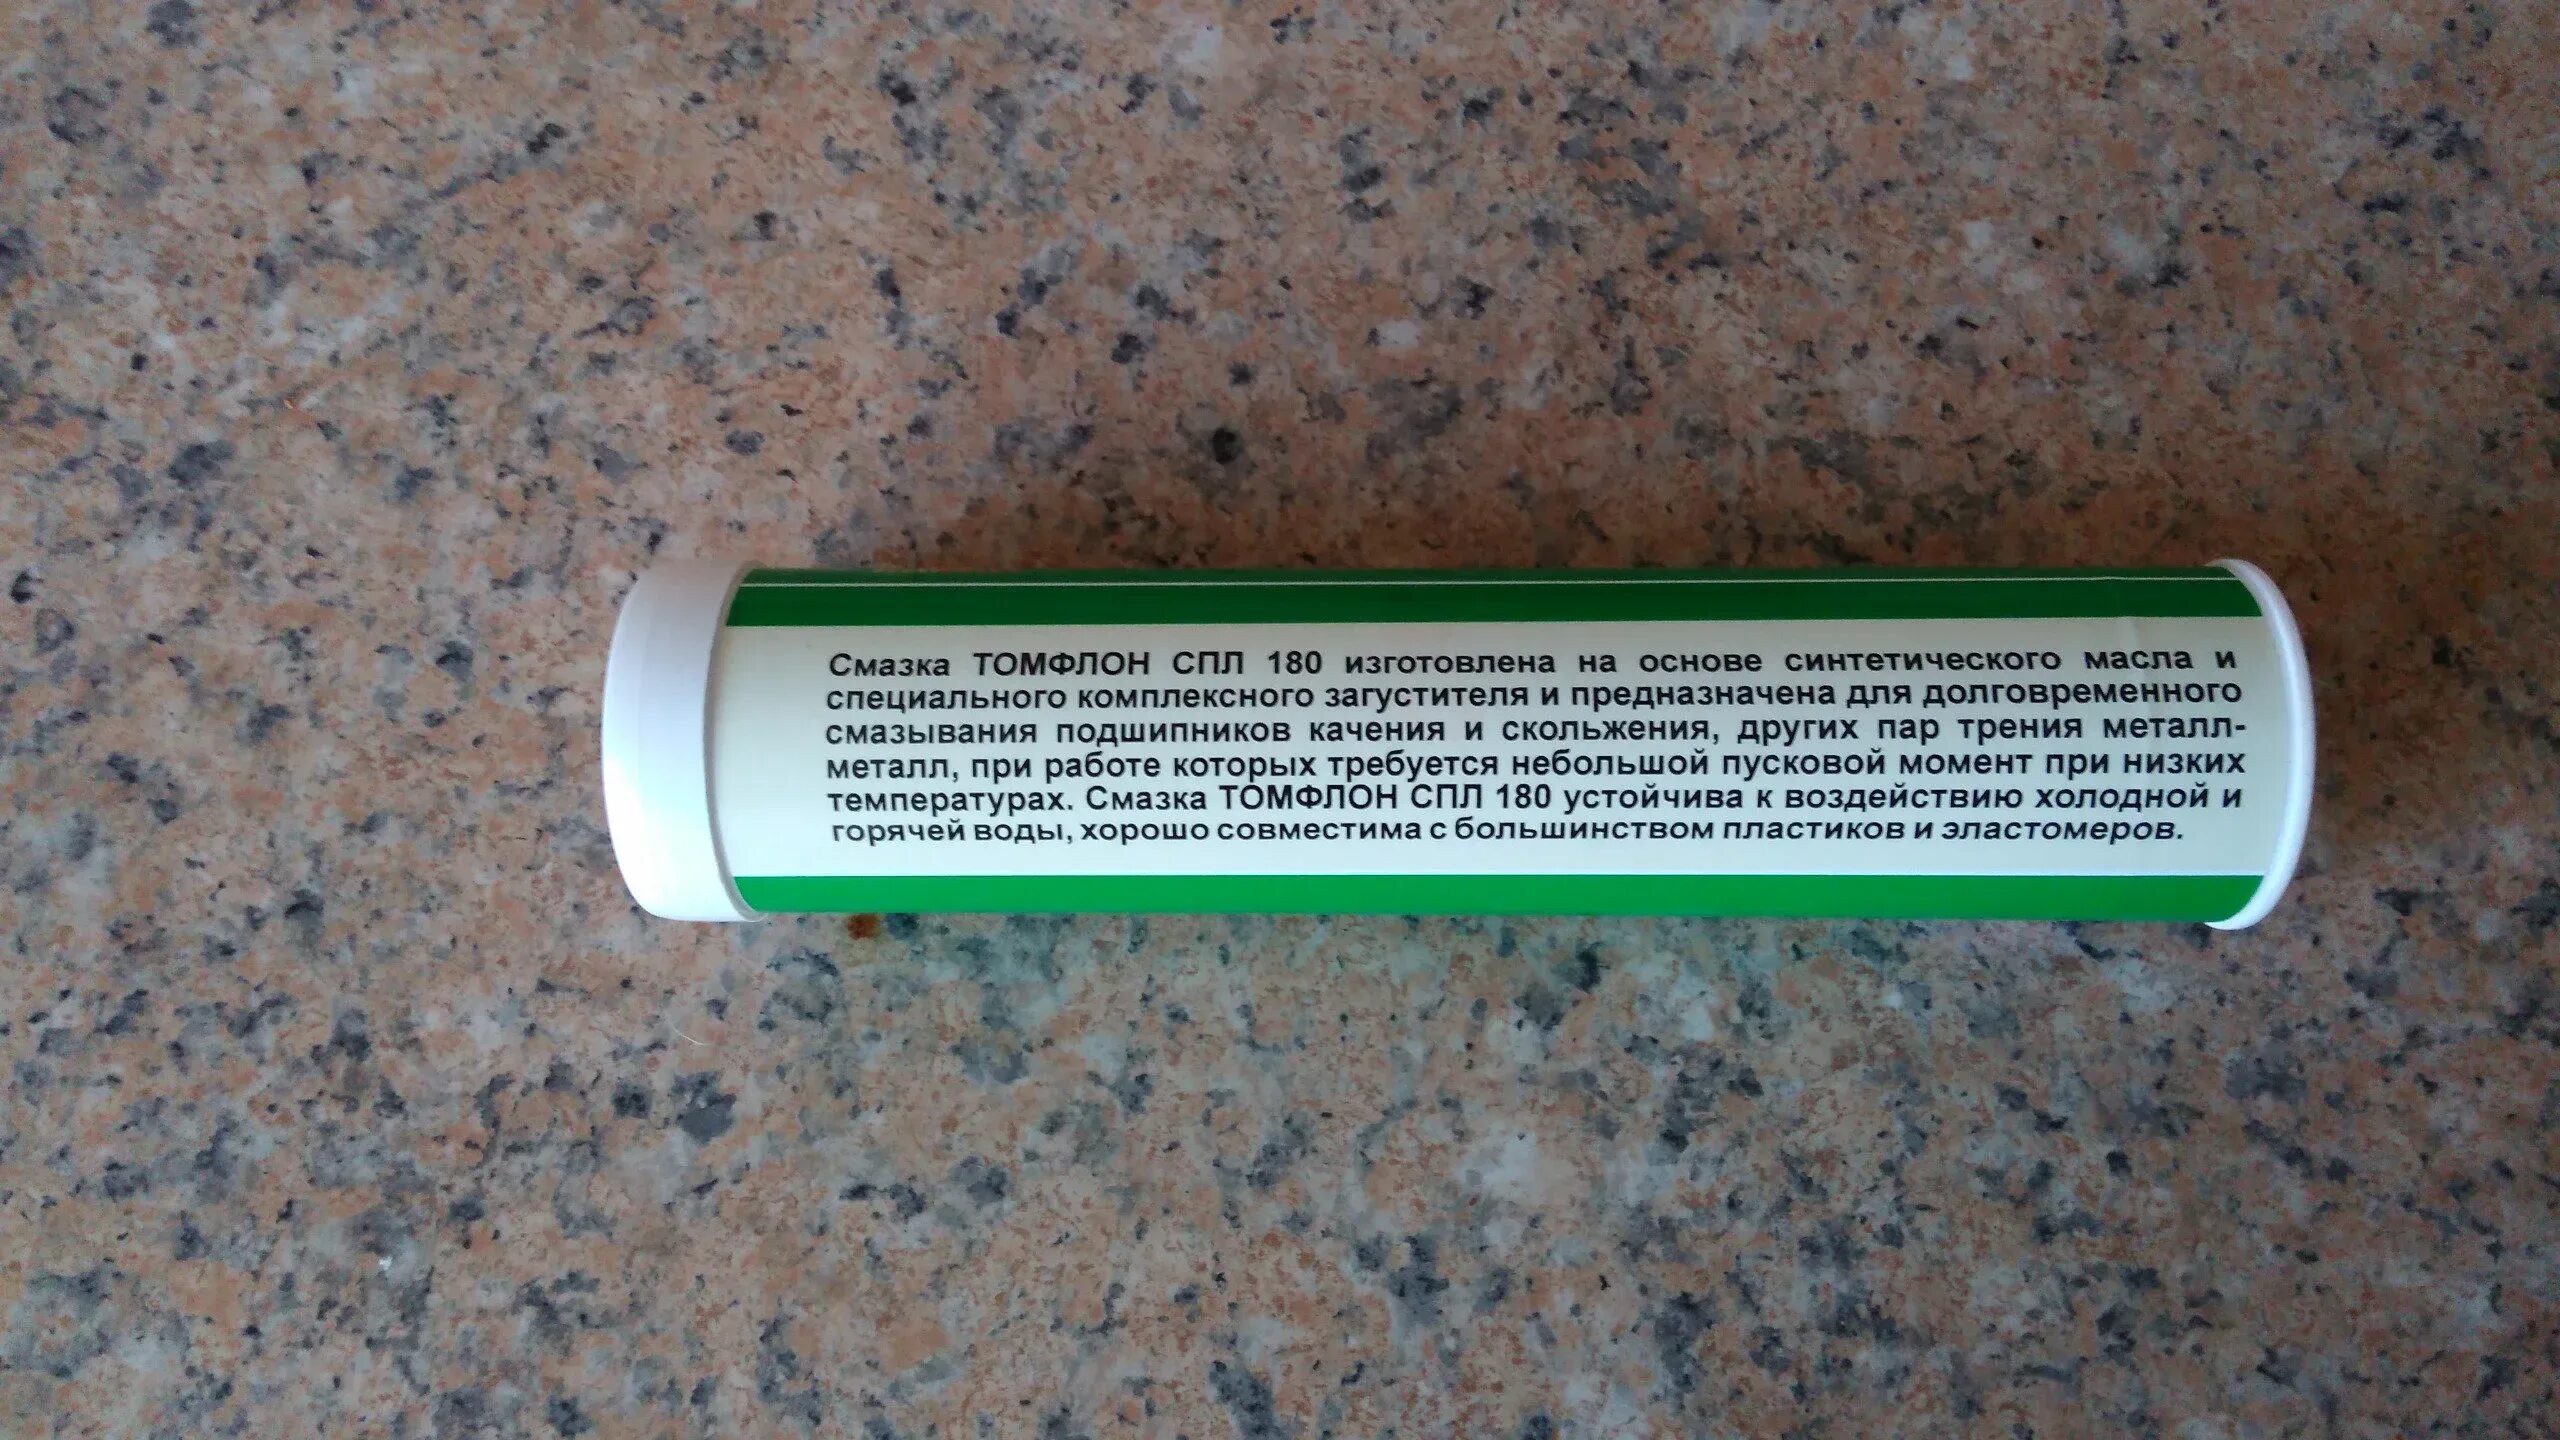 Смазка ТОМФЛОН СПЛ 180 изготовлена на основе синтетического масла и
специального комплексного загустителя и предназначена для долговременного
смазывания подшипников качения и скольжения, других пар трения металл-
металл, при работе которых требуется небольшой пусковой момент при низких
температурах. Смазка ТОМФЛОН СПЛ 180 устойчива к воздействию холодной и
горячей воды, хорошо совместима с большинством пластиков и эластомеров.